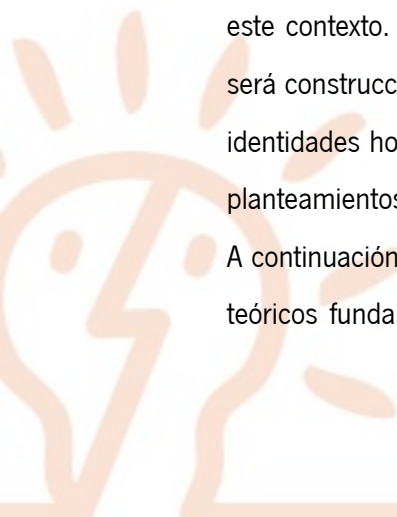 este contexto.
será construcc
identidades ho
planteamientos
A continuación
teóricos funda